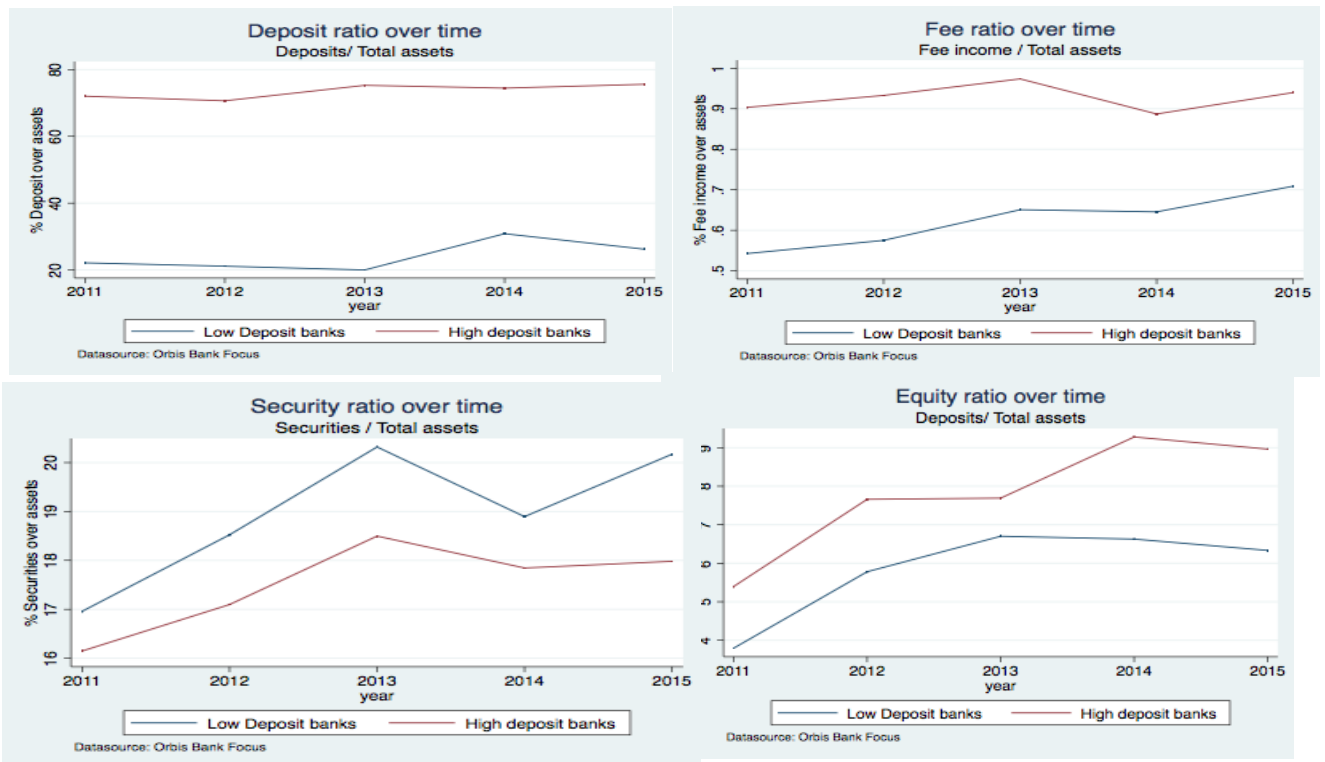 Deposit ratio over time
Deposits/ Total assets
% Deposit over assets
80
60
40
20
2011 2012 2013 2014 2015
year
Low Deposit banks High deposit banks
Datasource: Orbis Bank Focus
Fee ratio over time
Fee income / Total assets
% Fee income over assets
1
.9
.8
.7
.6
.5
2011 2012 2013 2014 2015
year
Low Deposit banks High deposit banks
Datasource: Orbis Bank Focus
Security ratio over time
Securities / Total assets
% Securities over assets
20
19
18
17
16
2011 2012 2013 2014 2015
year
Low Deposit banks High deposit banks
Datasource: Orbis Bank Focus
Equity ratio over time
Deposits/ Total assets
9
8
7
6
5
4
2011 2012 2013 2014 2015
year
Low Deposit banks High deposit banks
Datasource: Orbis Bank Focus